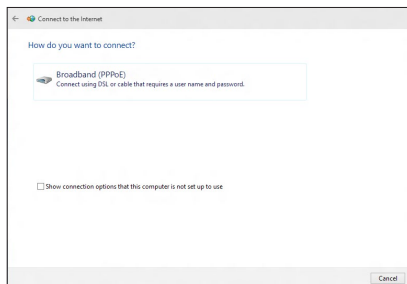 Connect to the Internet
How do you want to connect?
Broadband (PPPoE)
Connect using DSL or cable that requires a user name and password.
Show connection options that this computer is not set up to use
Cancel